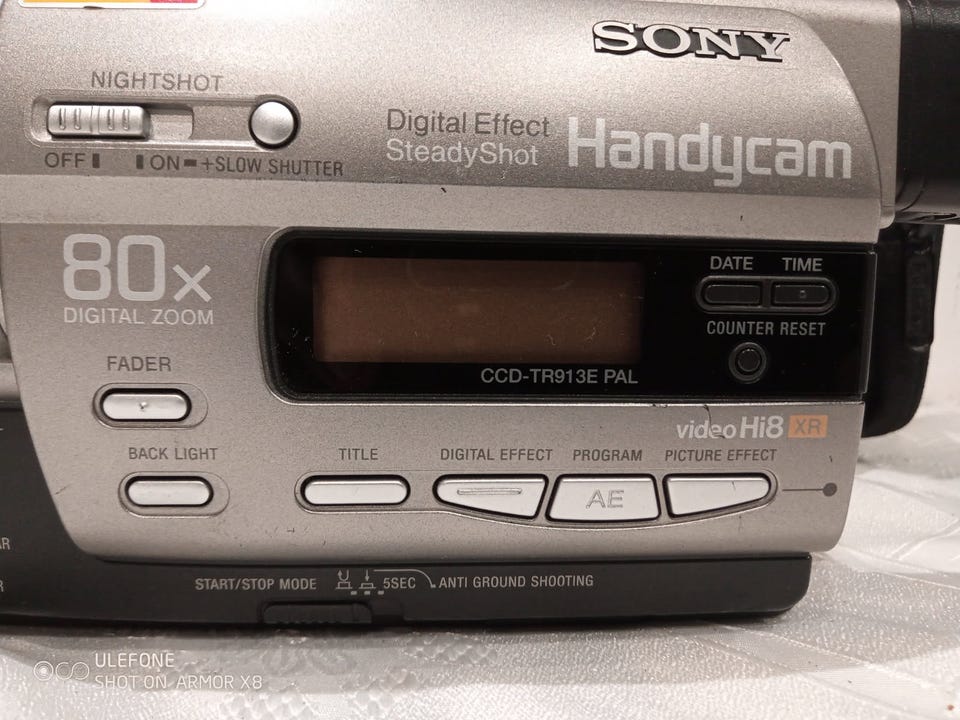 SONY
NIGHTSHOT
OFF ON +SLOW SHUTTER
Digital Effect
SteadyShot
Handycam
80x
DIGITAL ZOOM
DATE TIME
COUNTER RESET
CCD-TR913E PAL
FADER
video Hi8 XR
BACK LIGHT
TITLE
DIGITAL EFFECT
PROGRAM
PICTURE EFFECT
AE
START/STOP MODE 5SEC ANTI GROUND SHOOTING
ULEFONE
SHOT ON ARMOR X8